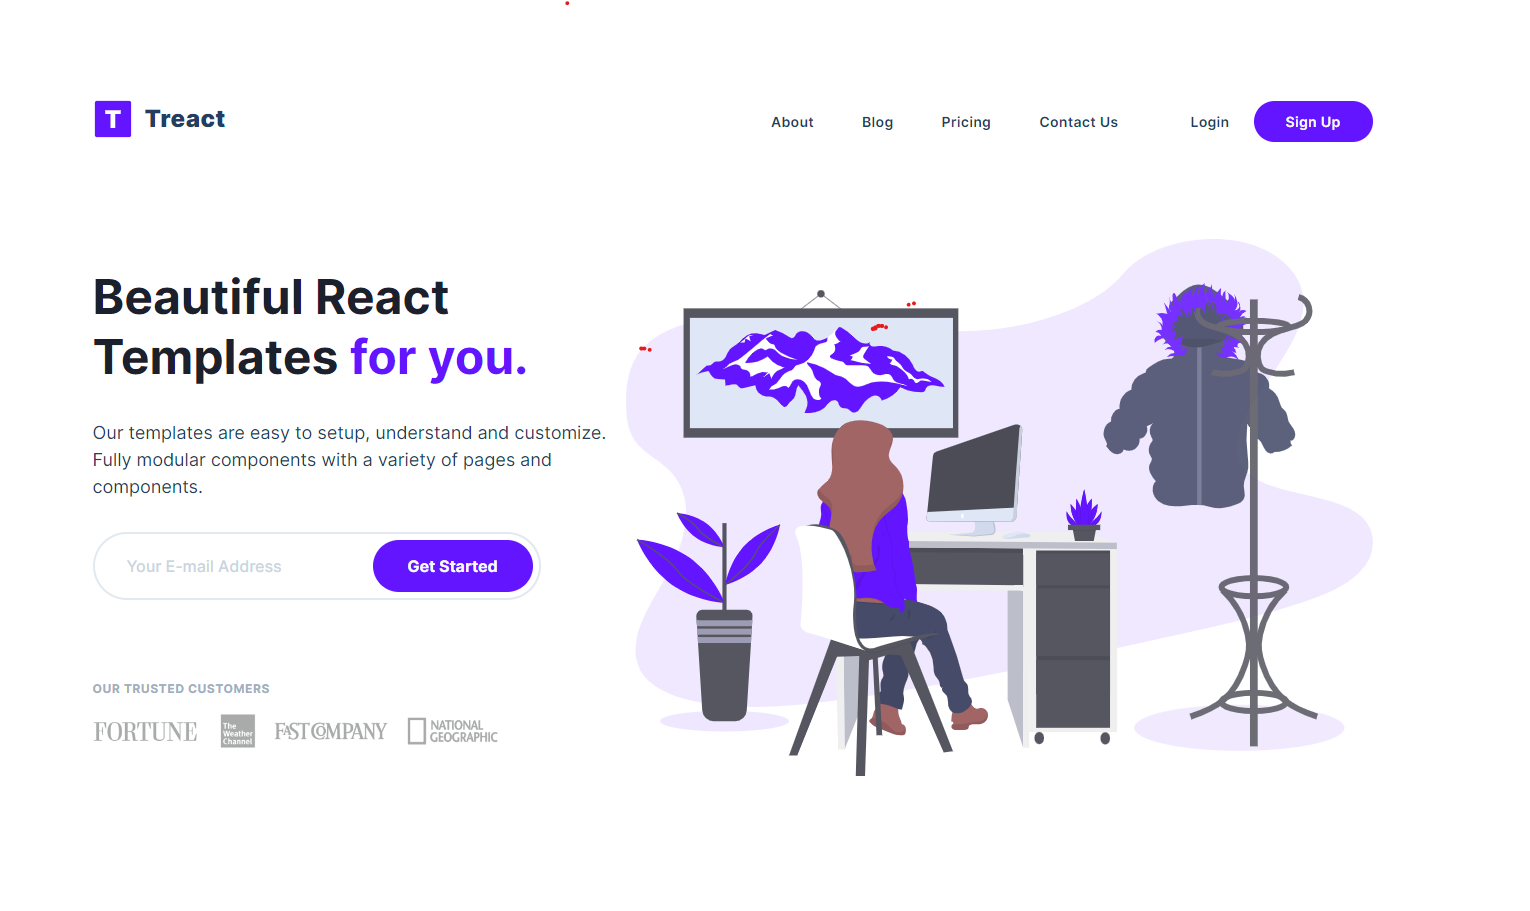 T Treact
About Blog Pricing Contact Us Login Sign Up
Beautiful React
Templates for you.
Our templates are easy to setup, understand and customize.
Fully modular components with a variety of pages and
components.
Your E-mail Address Get Started
OUR TRUSTED CUSTOMERS
FORTUNE
The
Weather
Channel
FAST COMPANY
NATIONAL
GEOGRAPHIC